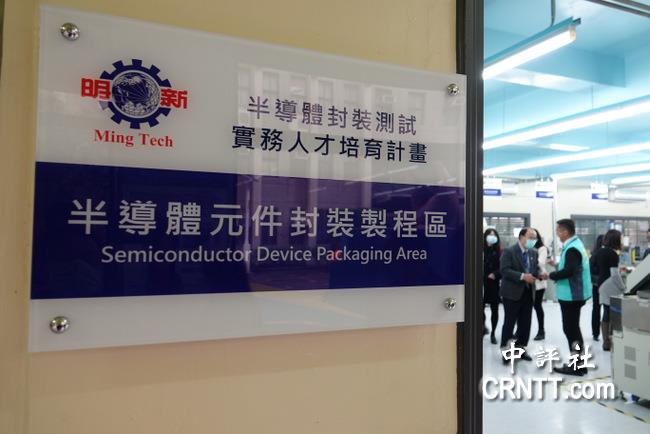 明新
Ming Tech
半導體封裝測試
實務人才培育計畫
半導體元件封裝製程區
Semiconductor Device Packaging Area
中評社
CRNTT.com